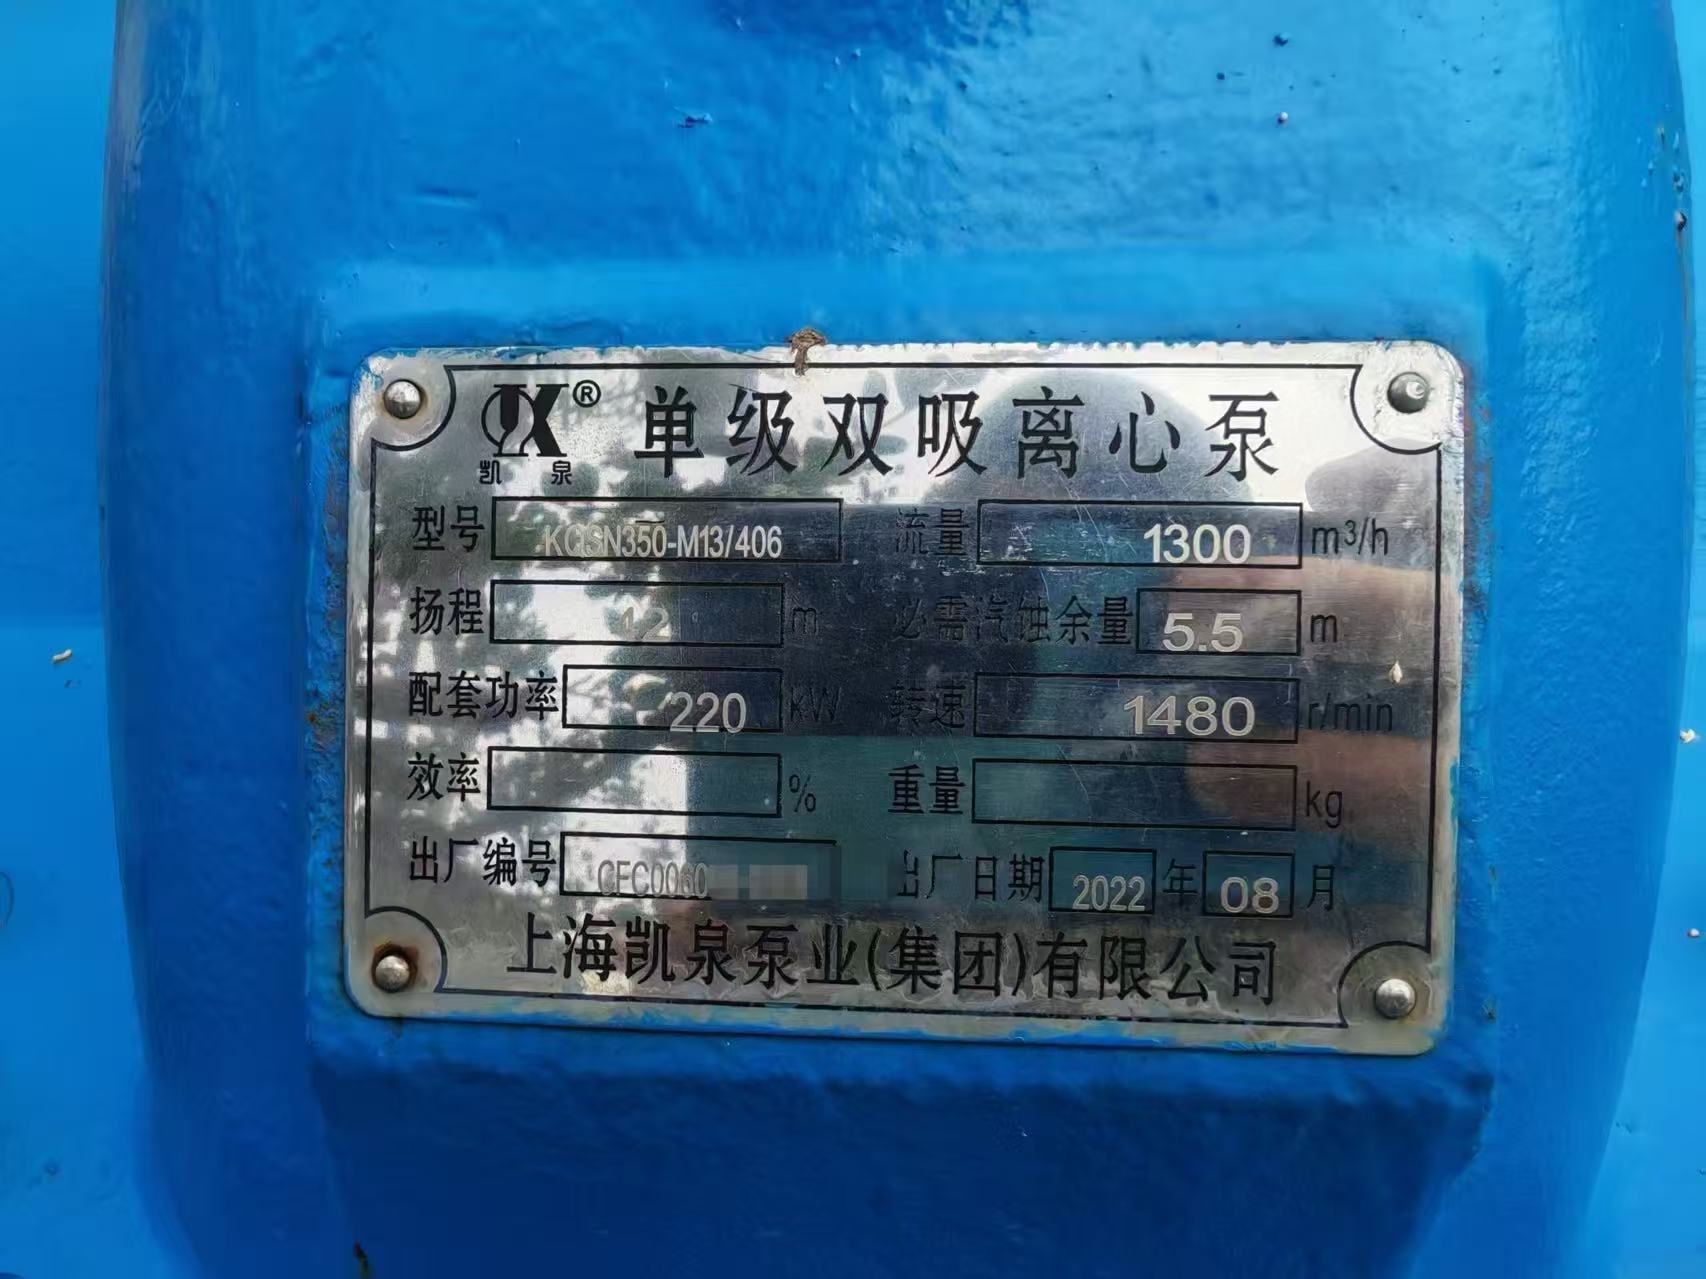 JK®
凯泉
单级双吸离心泵
型号 KQSN350-M13/406 流量 1300 m³/h
扬程 42 m 必需汽蚀余量 5.5 m
配套功率 220 kW 转速 1480 r/min
效率 % 重量 kg
出厂编号 出厂日期 2022 年 08 月
上海凯泉泵业(集团)有限公司